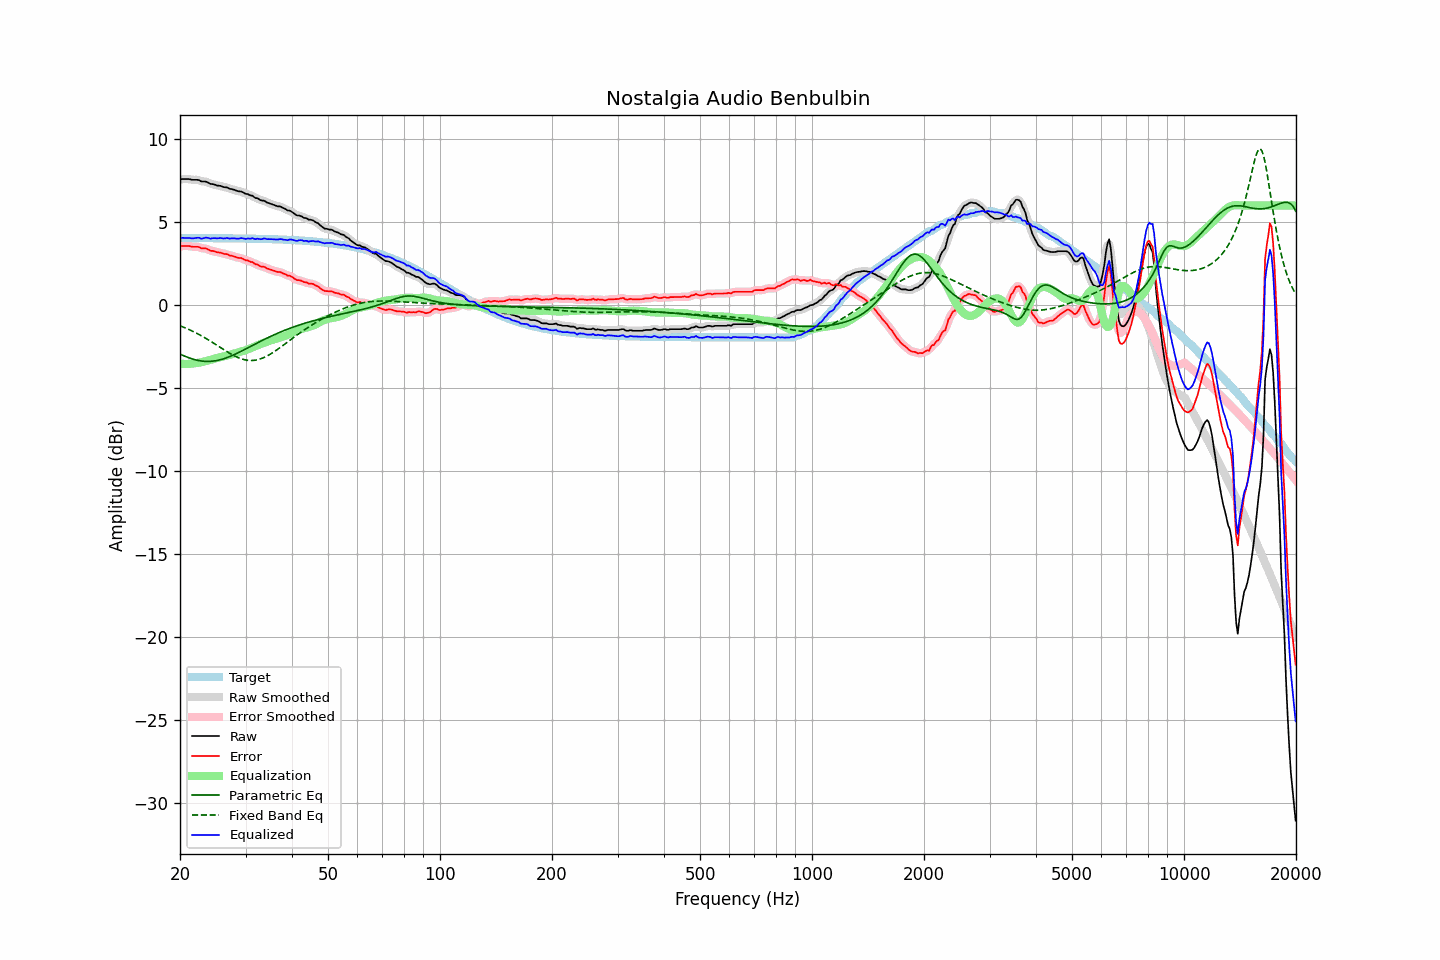 Nostalgia Audio Benbulbin
10
5
0
−5
−10
−15
−20
−25
−30
Amplitude (dBr)
Target
Raw Smoothed
Error Smoothed
Raw
Error
Equalization
Parametric Eq
Fixed Band Eq
Equalized
20 50 100 200 500 1000 2000 5000 10000 20000
Frequency (Hz)